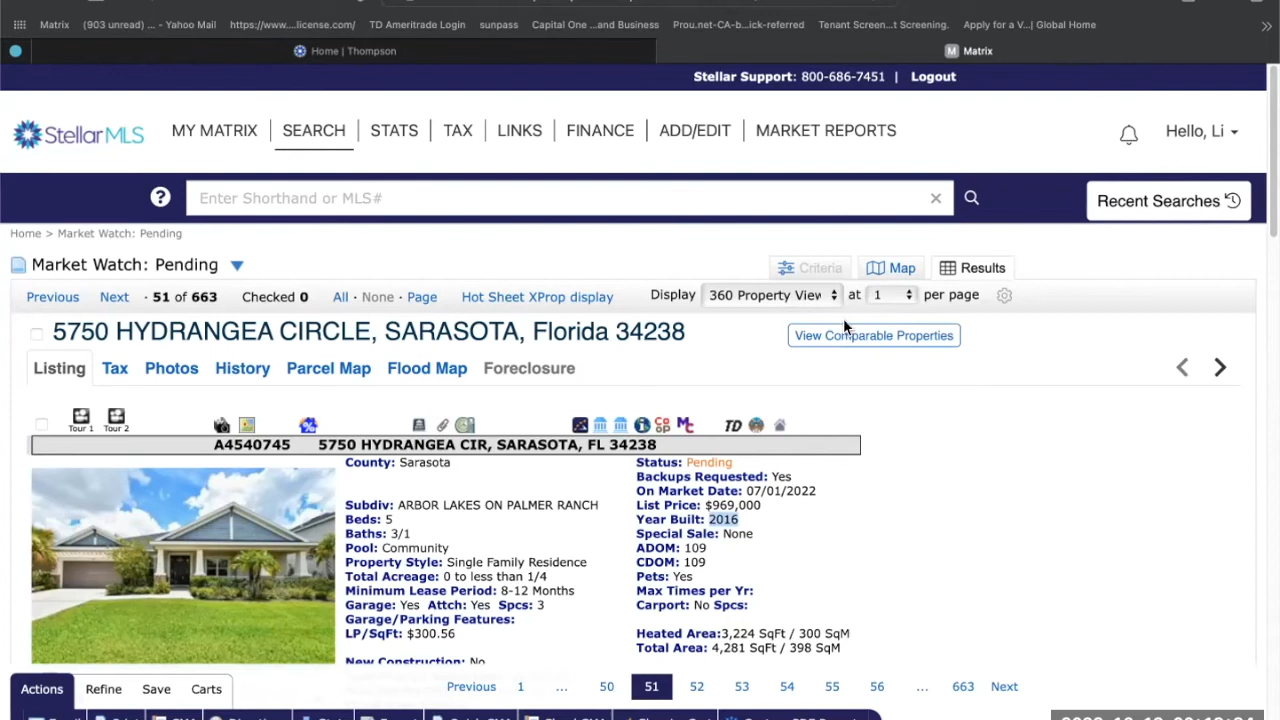 Matrix (903 unread) ... - Yahoo Mail https://www....license.com/ TD Ameritrade Login sunpass Capital One ...and Business Prou.net-CA-b...ick-referred Tenant Screen...t Screening. Apply for a V...| Global Home
Home | Thompson M Matrix
Stellar Support: 800-686-7451 | Logout
StellarMLS MY MATRIX SEARCH STATS TAX LINKS FINANCE ADD/EDIT MARKET REPORTS Hello, Li
? Enter Shorthand or MLS# Recent Searches
Home > Market Watch: Pending
Market Watch: Pending Criteria Map Results
Previous Next · 51 of 663 Checked 0 All · None · Page Hot Sheet XProp display Display 360 Property View at 1 per page
5750 HYDRANGEA CIRCLE, SARASOTA, Florida 34238 View Comparable Properties
Listing Tax Photos History Parcel Map Flood Map Foreclosure
Tour 1 Tour 2 TD
A4540745 5750 HYDRANGEA CIR, SARASOTA, FL 34238
County: Sarasota
Subdiv: ARBOR LAKES ON PALMER RANCH
Beds: 5
Baths: 3/1
Pool: Community
Property Style: Single Family Residence
Total Acreage: 0 to less than 1/4
Minimum Lease Period: 8-12 Months
Garage: Yes Attch: Yes Spcs: 3
Garage/Parking Features:
LP/SqFt: $300.56
New Construction: No
Status: Pending
Backups Requested: Yes
On Market Date: 07/01/2022
List Price: $969,000
Year Built: 2016
Special Sale: None
ADOM: 109
CDOM: 109
Pets: Yes
Max Times per Yr:
Carport: No Spcs:
Heated Area:3,224 SqFt / 300 SqM
Total Area: 4,281 SqFt / 398 SqM
Actions Refine Save Carts
Previous 1 ... 50 51 52 53 54 55 56 ... 663 Next